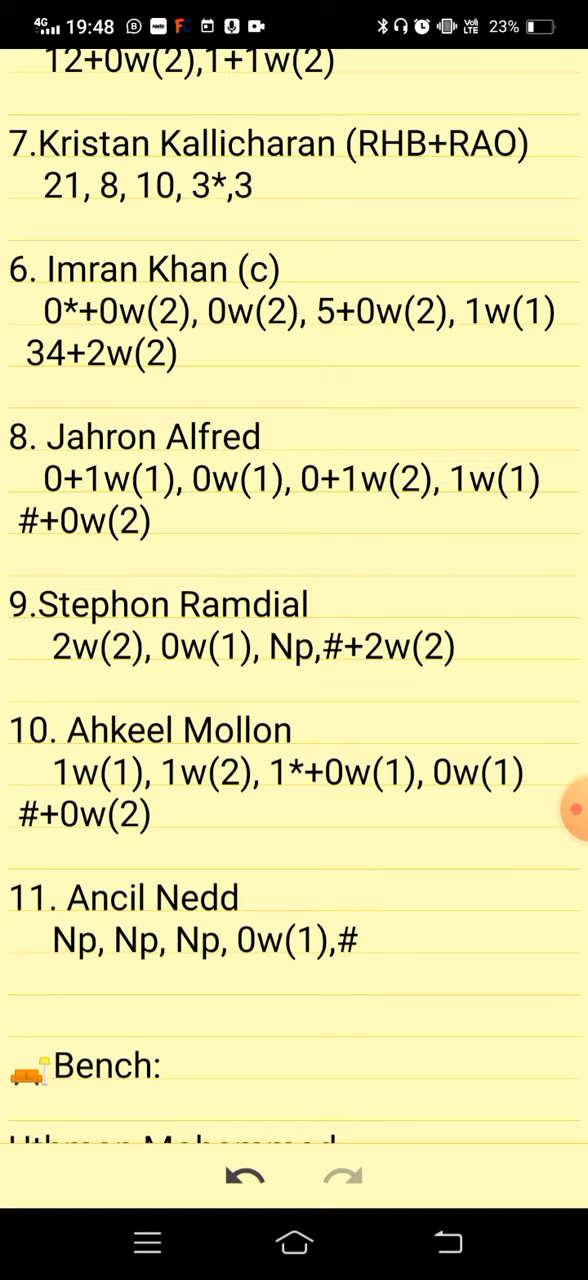 4G 19:48 23%
12+0w(2),1+1w(2)
7.Kristan Kallicharan (RHB+RAO)
21, 8, 10, 3*,3
6. Imran Khan (c)
0*+0w(2), 0w(2), 5+0w(2), 1w(1)
34+2w(2)
8. Jahron Alfred
0+1w(1), 0w(1), 0+1w(2), 1w(1)
#+0w(2)
9.Stephon Ramdial
2w(2), 0w(1), Np,#+2w(2)
10. Ahkeel Mollon
1w(1), 1w(2), 1*+0w(1), 0w(1)
#+0w(2)
11. Ancil Nedd
Np, Np, Np, 0w(1),#
Bench: